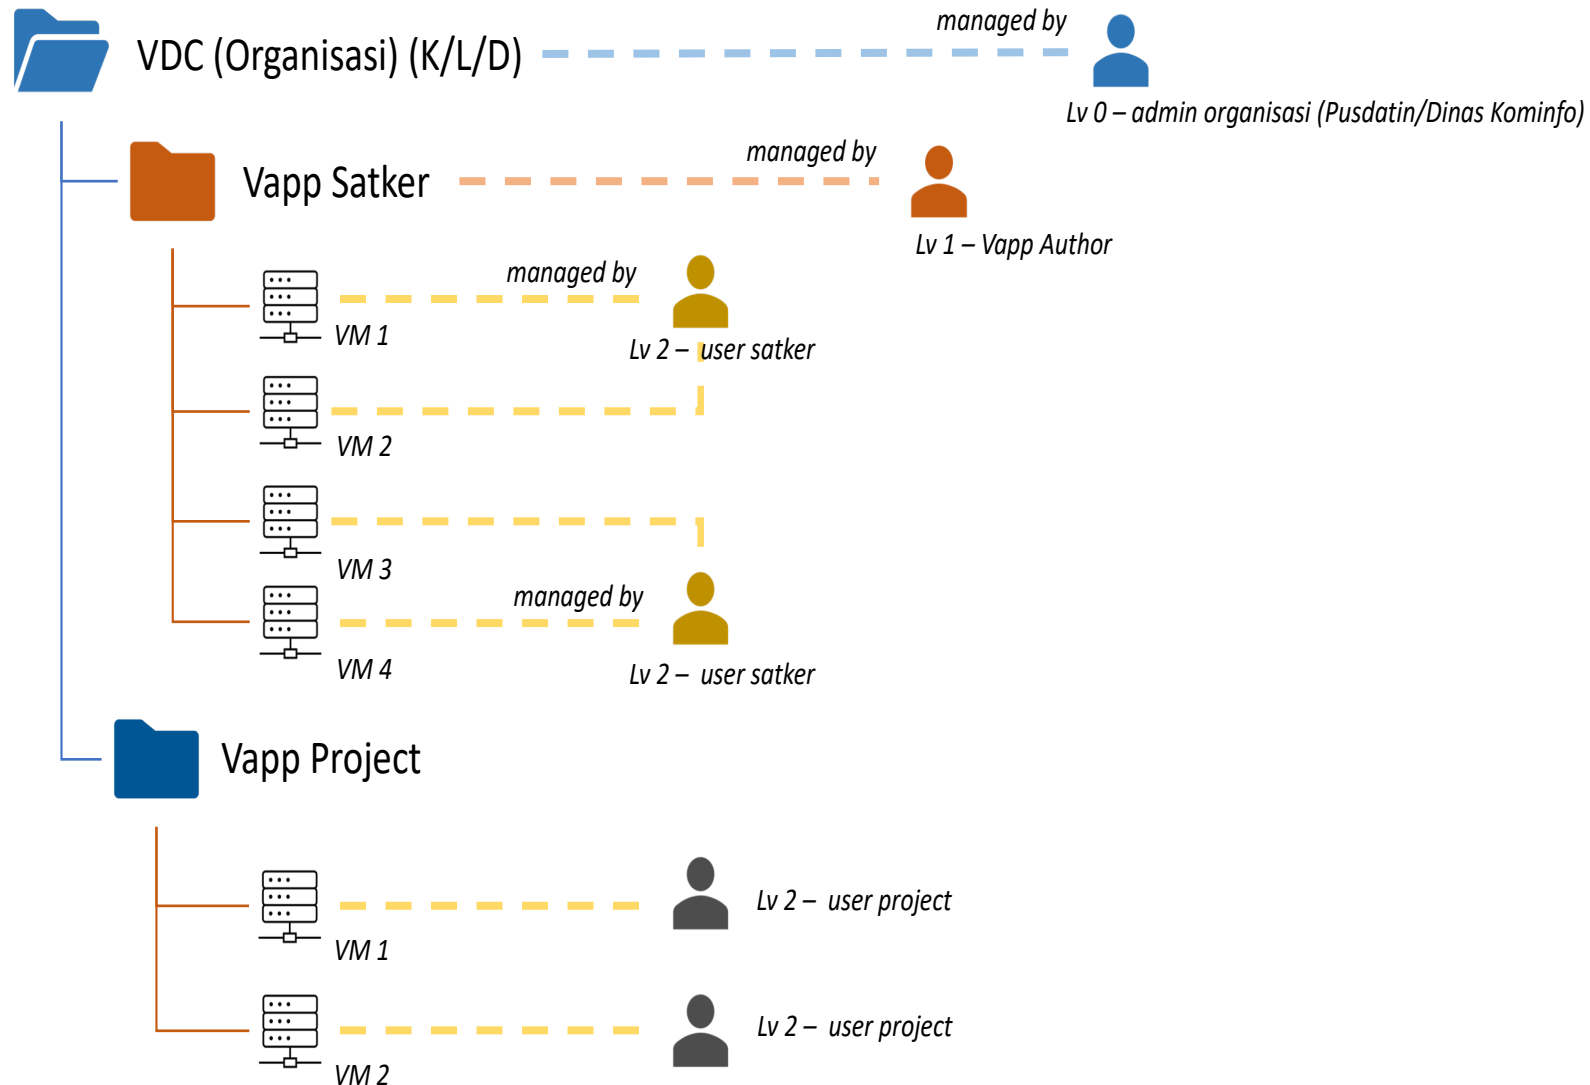 managed by
VDC (Organisasi) (K/L/D)
Lv 0 – admin organisasi (Pusdatin/Dinas Kominfo)
managed by
Vapp Satker
Lv 1 – Vapp Author
managed by
VM 1
Lv 2 – user satker
VM 2
VM 3
managed by
VM 4
Lv 2 – user satker
Vapp Project
Lv 2 – user project
VM 1
Lv 2 – user project
VM 2